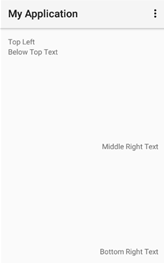 My Application
Top Left
Below Top Text
Middle Right Text
Bottom Right Text